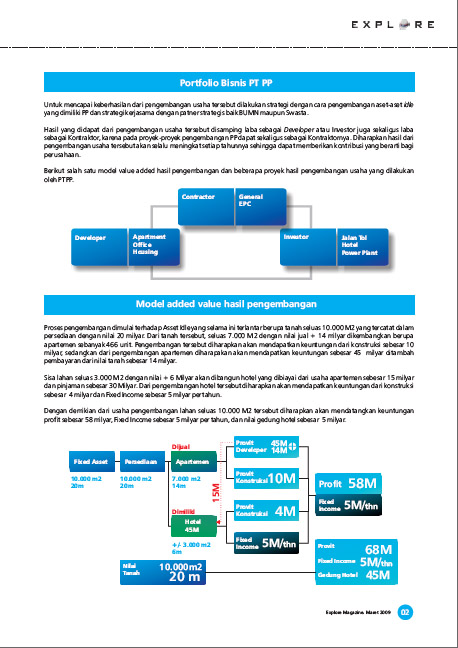 EXPLORE
Portfolio Bisnis PT PP
Untuk mencapai keberhasilan dari pengembangan usaha tersebut dilakukan strategi dengan cara pengembangan aset-aset idle
yang dimiliki PP dan strategi kerjasama dengan patner strategis baik BUMN maupun Swasta.
Hasil yang didapat dari pengembangan usaha tersebut disamping laba sebagai Developer atau Investor juga sekaligus laba
sebagai Kontraktor, karena pada proyek-proyek pengembangan PP dapat sekaligus sebagai Kontraktornya. Diharapkan hasil dari
pengembangan usaha tersebut akan selalu meningkat setiap tahunnya sehingga dapat memberikan kontribusi yang berarti bagi
perusahaan.
Berikut salah satu model value added hasil pengembangan dan beberapa proyek hasil pengembangan usaha yang dilakukan
oleh PT PP.
Contractor
General
EPC
Developer
Apartment
Office
Housing
Investor
Jalan Tol
Hotel
Power Plant
Model added value hasil pengembangan
Proses pengembangan dimulai terhadap Asset Idle yang selama ini terlantar berupa tanah seluas 10.000 M2 yang tercatat dalam
persediaan dengan nilai 20 milyar. Dari tanah tersebut, seluas 7.000 M2 dengan nilai jual + 14 milyar dikembangkan berupa
apartemen sebanyak 466 unit. Pengembangan tersebut diharapkan akan mendapatkan keuntungan dari konstruksi sebesar 10
milyar, sedangkan dari pengembangan apartemen diharapakan akan mendapatkan keuntungan sebesar 45 milyar ditambah
pembayaran dari nilai tanah sebesar 14 milyar.
Sisa lahan seluas 3.000 M2 dengan nilai + 6 Milyar akan dibangun hotel yang dibiayai dari usaha apartemen sebesar 15 milyar
dan pinjaman sebesar 30 Milyar. Dari pengembangan hotel tersebut diharapkan akan mendapatkan keuntungan dari konstruksi
sebesar 4 milyar dan Fixed Income sebesar 5 milyar per tahun.
Dengan demikian dari usaha pengembangan lahan seluas 10.000 M2 tersebut diharapkan akan mendatangkan keuntungan
profit sebesar 58 milyar, Fixed Income sebesar 5 milyar per tahun, dan nilai gedung hotel sebesar 5 milyar.
Dijual
Fixed Asset
Persediaan
Apartemen
10.000 m2
20m
10.000 m2
20m
7.000 m2
14m
Provit
Developer
45M
14M
Provit
Konstruksi
10M
15M
Dimiliki
Hotel
45M
+/- 3.000 m2
6m
Provit
Konstruksi
4M
Fixed
Income
5M/thn
Profit 58M
Fixed
Income
5M/thn
Nilai
Tanah
10,000m2
20 m
Provit 68M
Fixed Income 5M/thn
Gedung Hotel 45M
Explore Magazine. Maret 2009 02